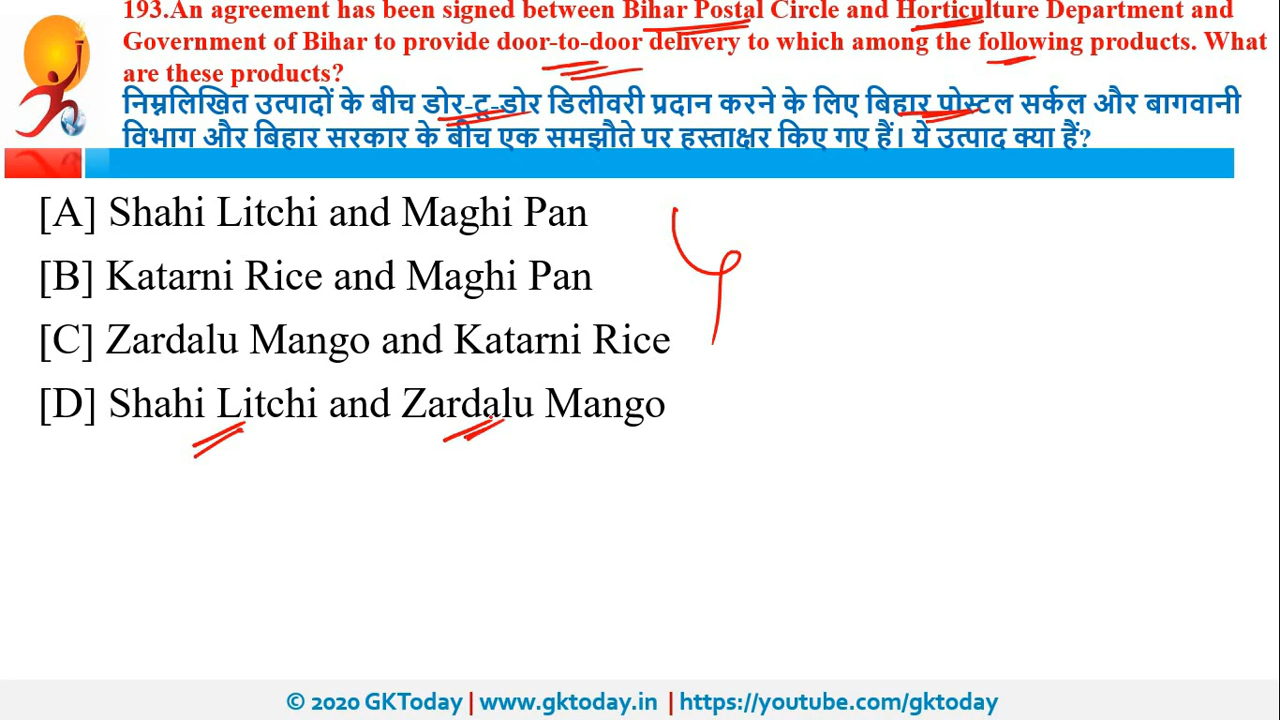 193.An agreement has been signed between Bihar Postal Circle and Horticulture Department and
Government of Bihar to provide door-to-door delivery to which among the following products. What
are these products?
निम्नलिखित उत्पादों के बीच डोर-टू-डोर डिलीवरी प्रदान करने के लिए बिहार पोस्टल सर्कल और बागवानी
विभाग और बिहार सरकार के बीच एक समझौते पर हस्ताक्षर किए गए हैं। ये उत्पाद क्या हैं?
[A] Shahi Litchi and Maghi Pan
[B] Katarni Rice and Maghi Pan
[C] Zardalu Mango and Katarni Rice
[D] Shahi Litchi and Zardalu Mango
© 2020 GKToday | www.gktoday.in | https://youtube.com/gktoday